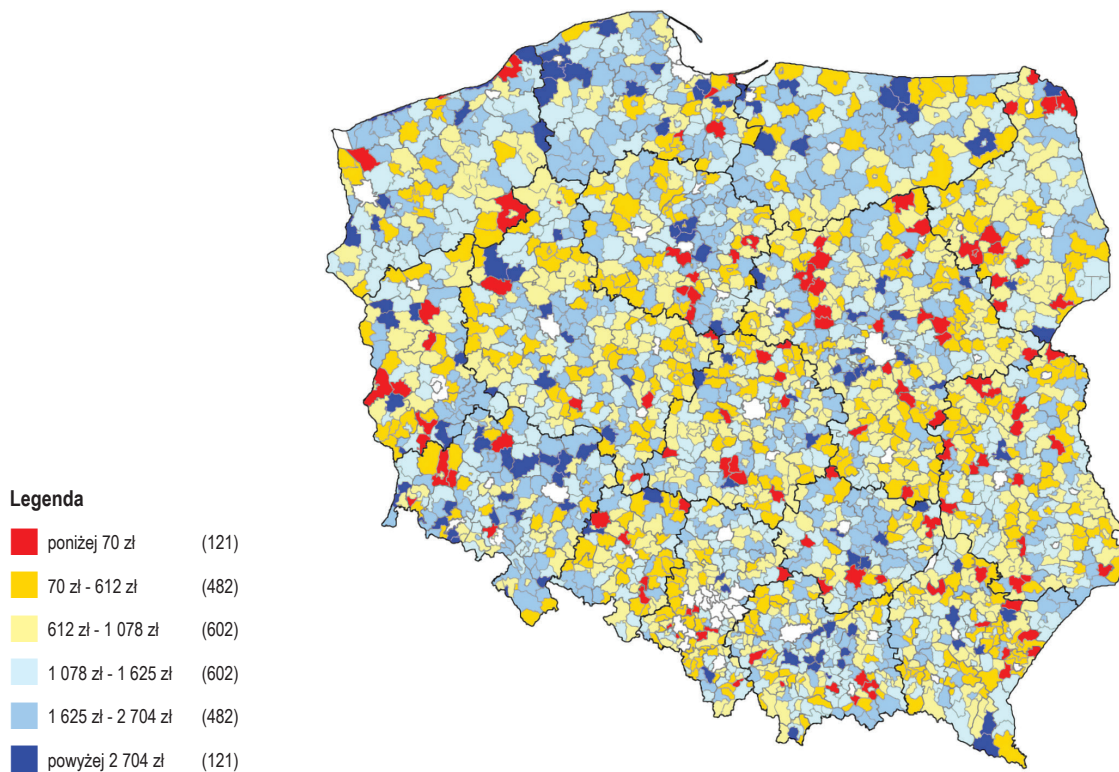 Legenda
poniżej 70 zł (121)
70 zł - 612 zł (482)
612 zł - 1 078 zł (602)
1 078 zł - 1 625 zł (602)
1 625 zł - 2 704 zł (482)
powyżej 2 704 zł (121)